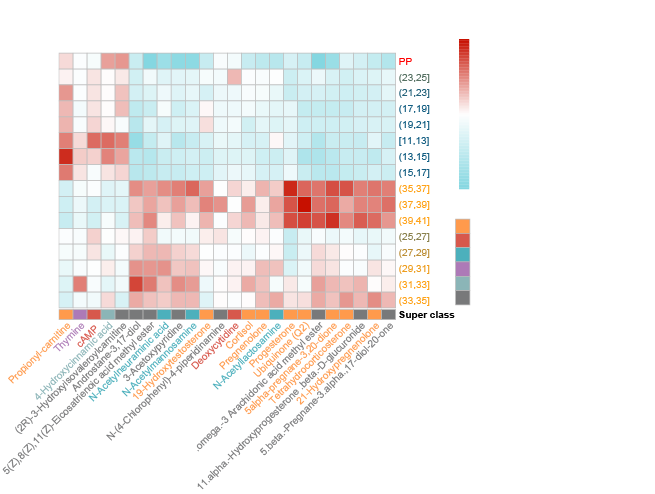 PP
(23,25]
(21,23]
(17,19]
(19,21]
[11,13]
(13,15]
(15,17]
(35,37]
(37,39]
(39,41]
(25,27]
(27,29]
(29,31]
(31,33]
(33,35]
Super class
Propionyl-carnitine
Thymine
cAMP
4-Hydroxycinnamic acid
(2R)-3-Hydroxyisovaleroylcarnitine
Androstane-3,17-diol
5(Z),8(Z),11(Z)-Eicosatrienoic acid methyl ester
N-Acetylneuraminic acid
3-Acetoxypyridine
N-Acetylmannosamine
19-Hydroxytestosterone
N-(4-Chlorophenyl)-4-piperidinamine
Deoxycytidine
Cortisol
Pregnenolone
N-Acetyllactosamine
Progesterone
Ubiquinone (Q2)
.omega.-3 Arachidonic acid methyl ester
5alpha-pregnane-3,20-dione
Tetrahydrocorticosterone
11.alpha.-Hydroxyprogesterone .beta.-D-glucuronide
21-Hydroxypregnenolone
5.beta.-Pregnane-3.alpha.,17-diol-20-one